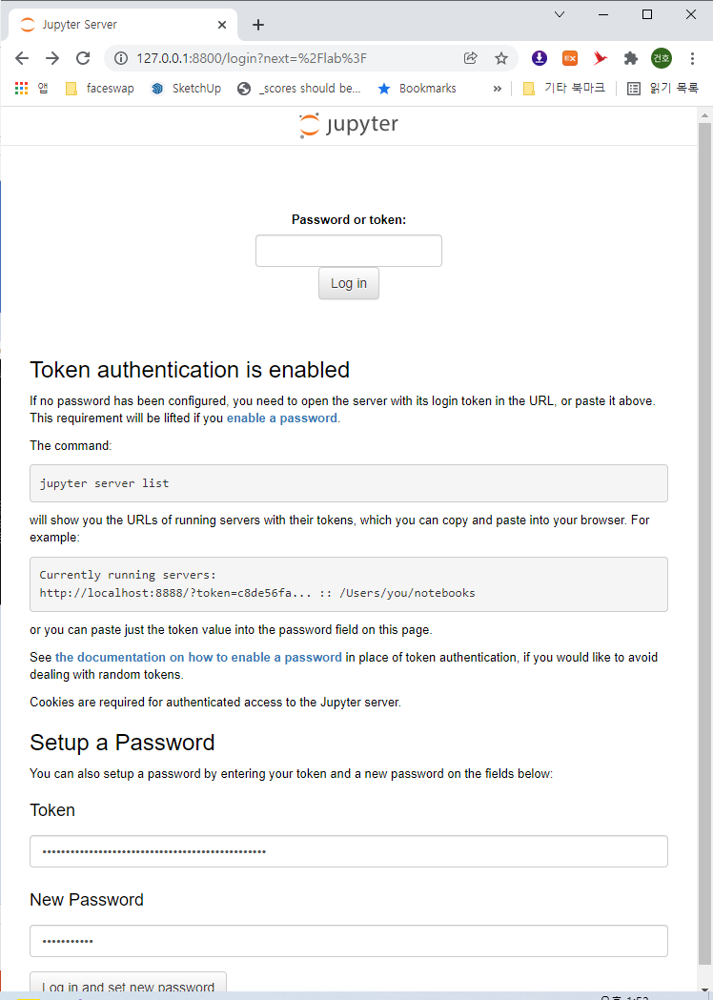 Jupyter Server
127.0.0.1:8800/login?next=%2Flab%3F
건호
앱 faceswap SketchUp _scores should be... Bookmarks » 기타 북마크 읽기 목록
jupyter
Password or token:
Log in
Token authentication is enabled
If no password has been configured, you need to open the server with its login token in the URL, or paste it above.
This requirement will be lifted if you enable a password.
The command:
jupyter server list
will show you the URLs of running servers with their tokens, which you can copy and paste into your browser. For
example:
Currently running servers:
http://localhost:8888/?token=c8de56fa... :: /Users/you/notebooks
or you can paste just the token value into the password field on this page.
See the documentation on how to enable a password in place of token authentication, if you would like to avoid
dealing with random tokens.
Cookies are required for authenticated access to the Jupyter server.
Setup a Password
You can also setup a password by entering your token and a new password on the fields below:
Token
New Password
Log in and set new password